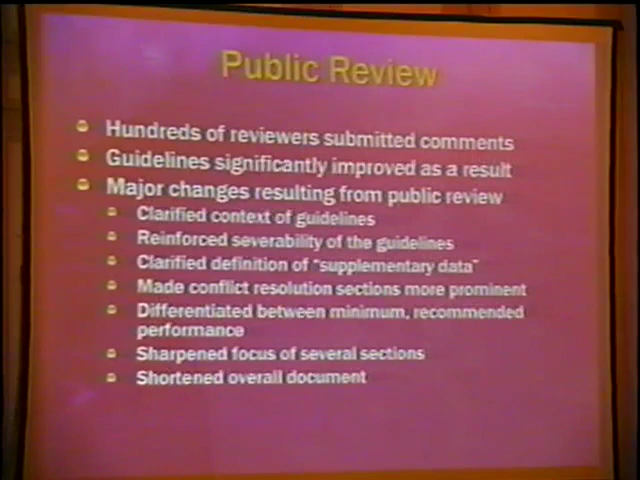 Public Review
Hundreds of reviewers submitted comments
Guidelines significantly improved as a result
Major changes resulting from public review
Clarified context of guidelines
Reinforced severability of the guidelines
Clarified definition of "supplementary data"
Made conflict resolution sections more prominent
Differentiated between minimum, recommended
performance
Sharpened focus of several sections
Shortened overall document